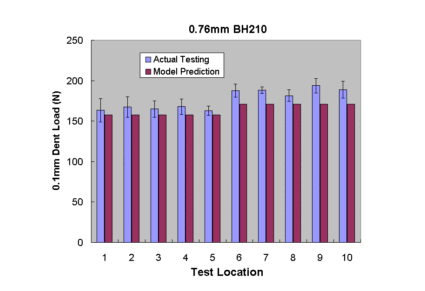 0.76mm BH210
250
200
150
100
50
0
0.1mm Dent Load (N)
Actual Testing
Model Prediction
1 2 3 4 5 6 7 8 9 10
Test Location